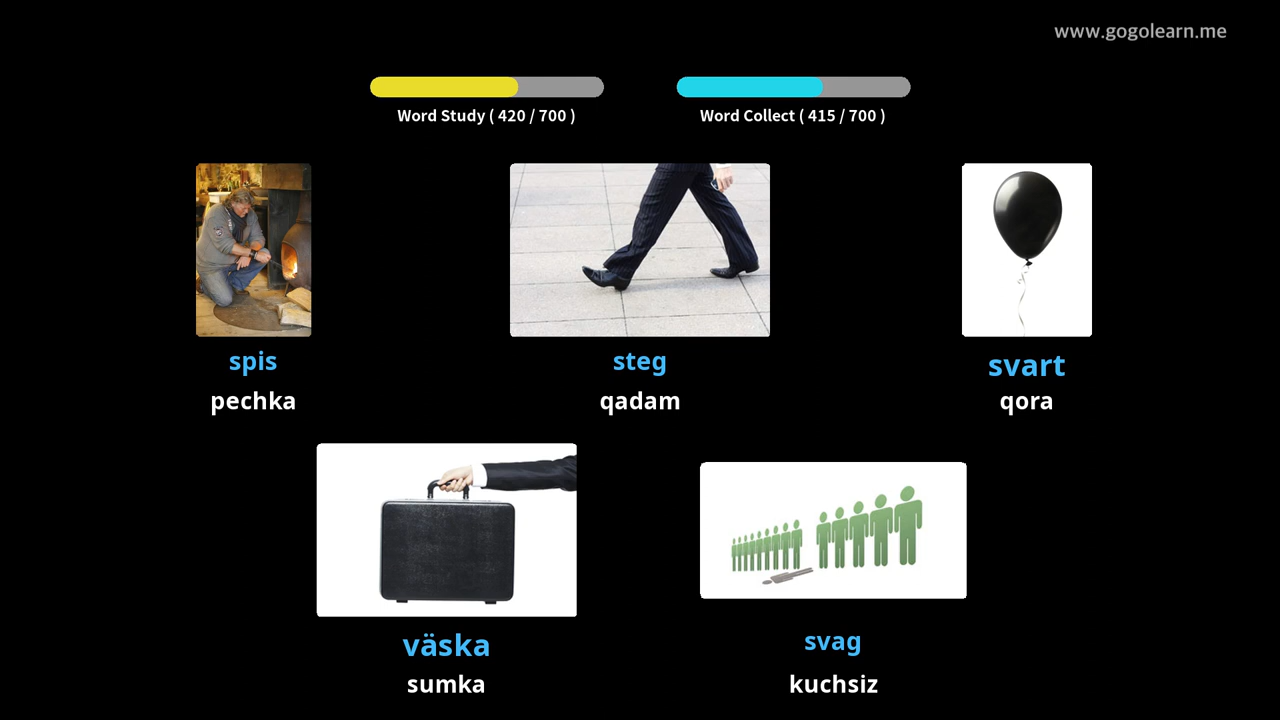 www.gogolearn.me
Word Study ( 420 / 700 )
Word Collect ( 415 / 700 )
spis
pechka
steg
qadam
svart
qora
väska
sumka
svag
kuchsiz